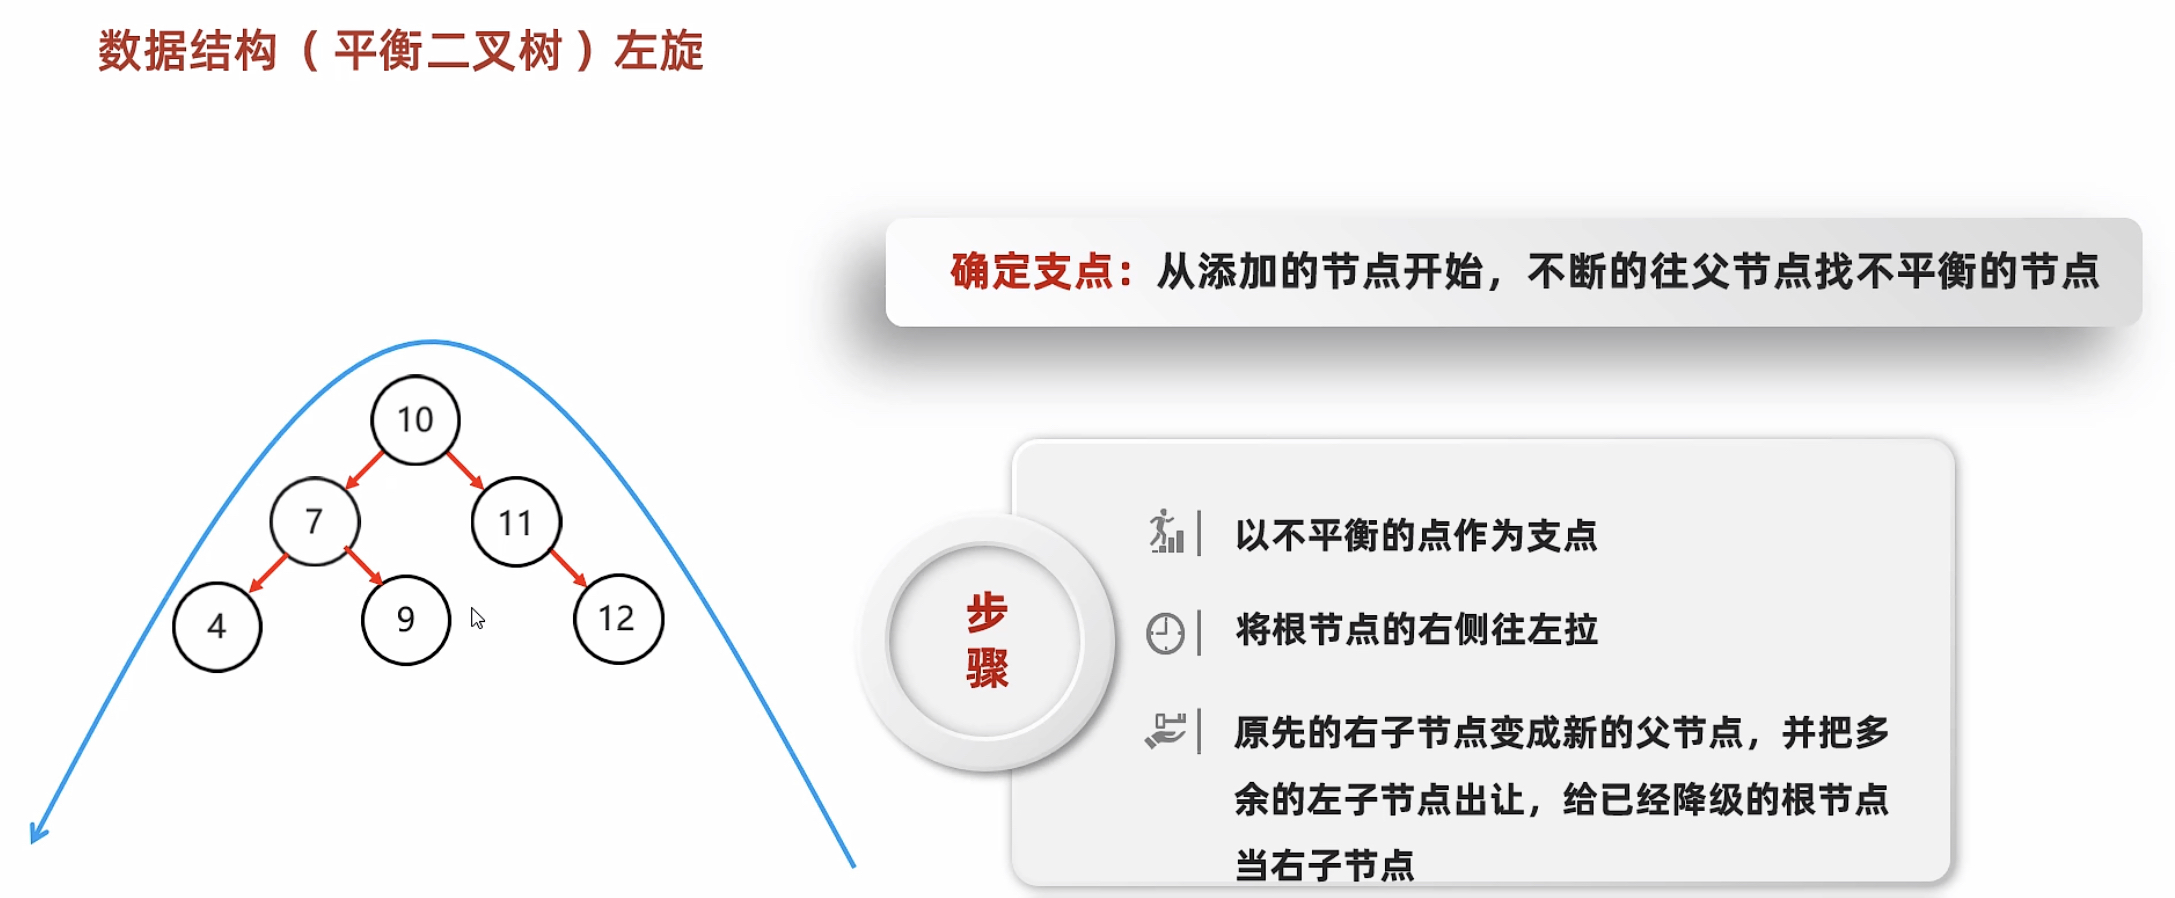 数据结构（平衡二叉树）左旋
确定支点：从添加的节点开始，不断的往父节点找不平衡的节点
10
7
11
4
9
12
步
骤
以不平衡的点作为支点
将根节点的右侧往左拉
原先的右子节点变成新的父节点，并把多
余的左子节点出让，给已经降级的根节点
当右子节点